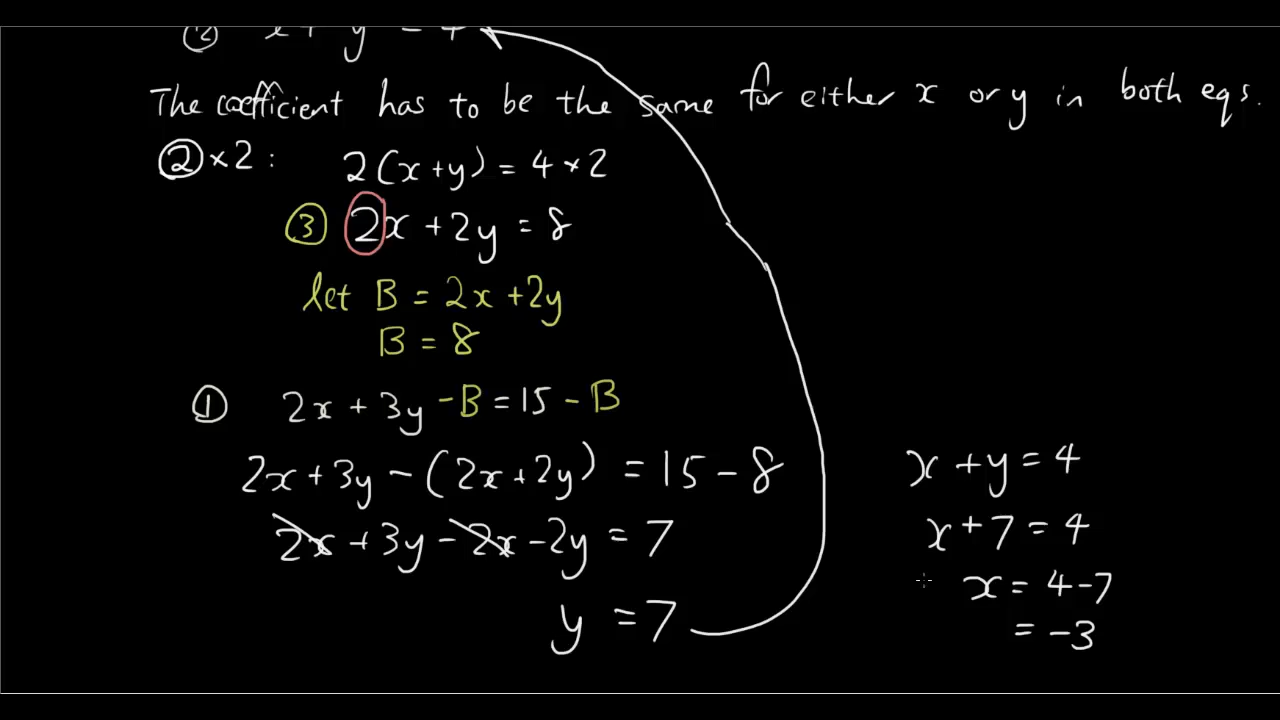 ② x + y = 4
The coefficient has to be the same for either x or y in both eqs.
② × 2 : 2(x+y) = 4 × 2
③ 2x + 2y = 8
let B = 2x + 2y
B = 8
① 2x + 3y - B = 15 - B
2x + 3y - (2x + 2y) = 15 - 8
2x + 3y - 2x - 2y = 7
y = 7
x + y = 4
x + 7 = 4
x = 4 - 7
= -3